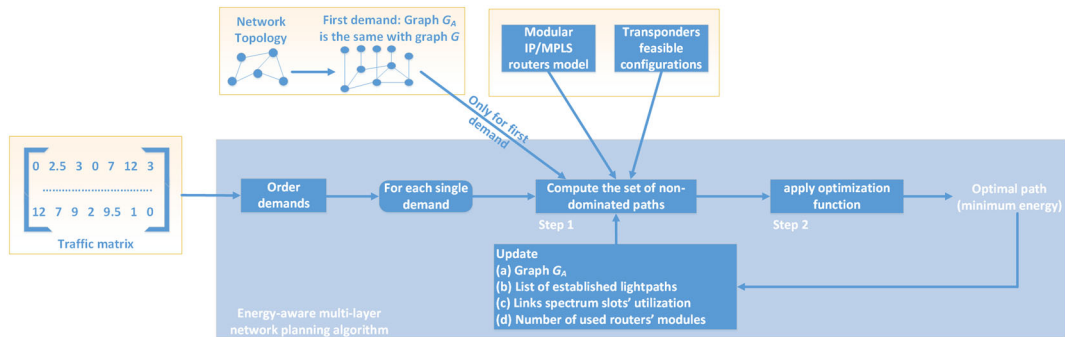 Network
Topology
First demand: Graph G_A
is the same with graph G
Modular
IP/MPLS
routers model
Transponders
feasible
configurations
Only for first
demand
0 2.5 3 0 7 12 3
.................................
12 7 9 2 9.5 1 0
Traffic matrix
Order
demands
For each single
demand
Compute the set of non-
dominated paths
Step 1
apply optimization
function
Step 2
Optimal path
(minimum energy)
Update
(a) Graph G_A
(b) List of established lightpaths
(c) Links spectrum slots' utilization
(d) Number of used routers' modules
Energy-aware multi-layer
network planning algorithm